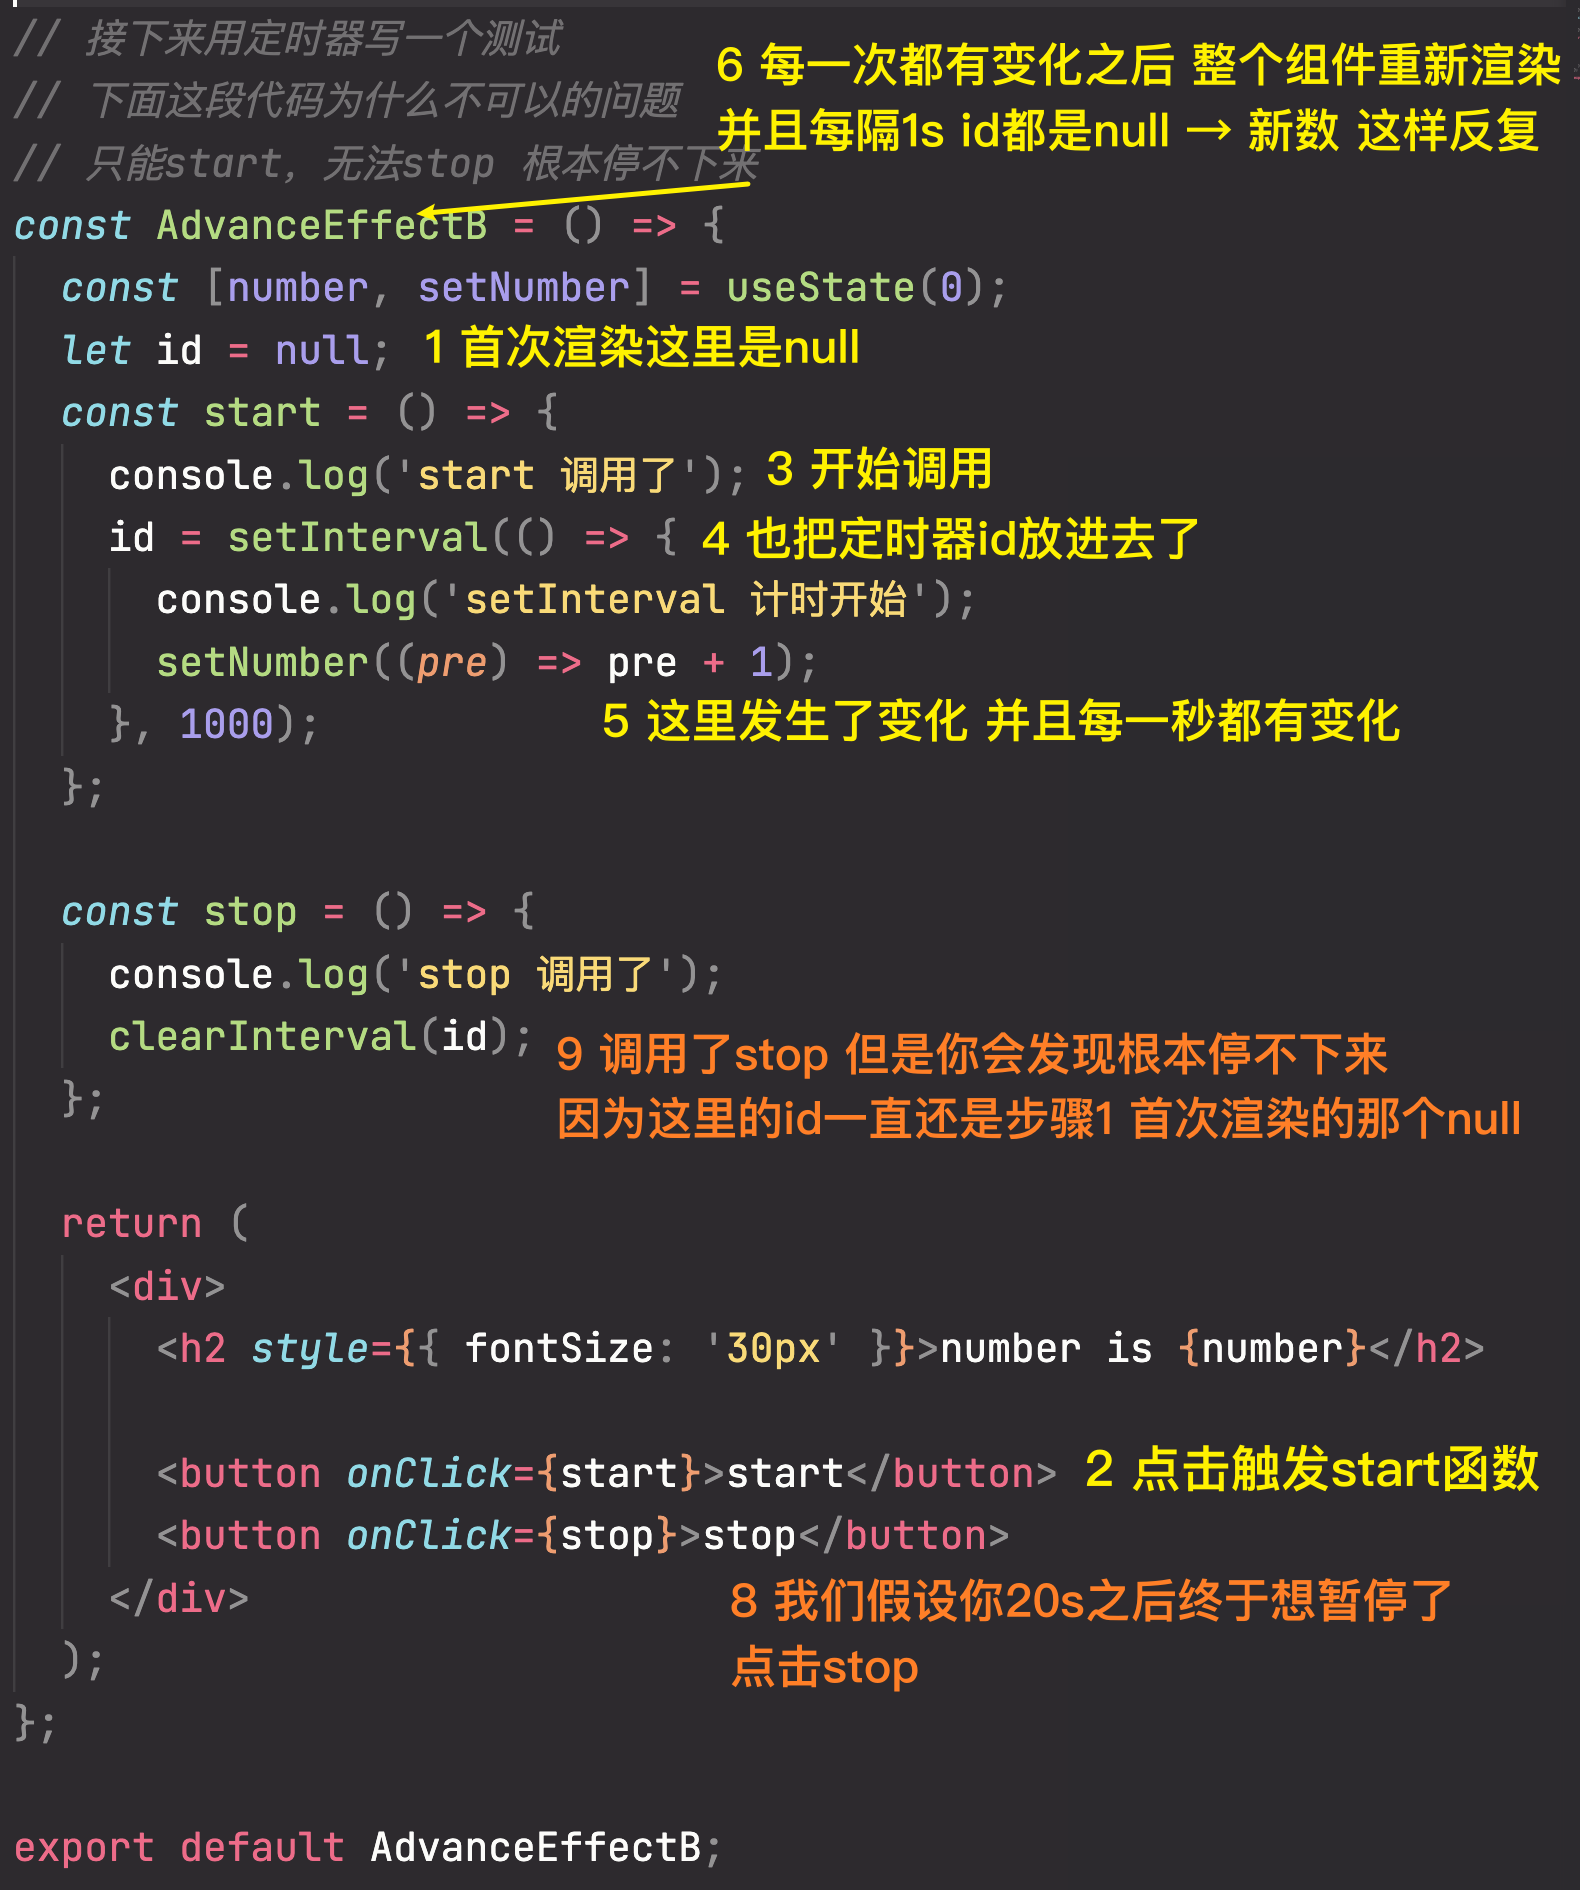 // 接下来用定时器写一个测试
// 下面这段代码为什么不可以的问题
// 只能start, 无法stop 根本停不下来
6 每一次都有变化之后 整个组件重新渲染
并且每隔1s id都是null → 新数 这样反复
const AdvanceEffectB = () => {
  const [number, setNumber] = useState(0);
  let id = null; 1 首次渲染这里是null
  const start = () => {
    console.log('start 调用了'); 3 开始调用
    id = setInterval(() => { 4 也把定时器id放进去了
      console.log('setInterval 计时开始');
      setNumber((pre) => pre + 1);
    }, 1000); 5 这里发生了变化 并且每一秒都有变化
  };
  const stop = () => {
    console.log('stop 调用了');
    clearInterval(id);
  };
9 调用了stop 但是你会发现根本停不下来
因为这里的id一直还是步骤1 首次渲染的那个null
  return (
    <div>
      <h2 style={{ fontSize: '30px' }}>number is {number}</h2>
      <button onClick={start}>start</button> 2 点击触发start函数
      <button onClick={stop}>stop</button>
    </div>
8 我们假设你20s之后终于想暂停了
点击stop
  );
};
export default AdvanceEffectB;